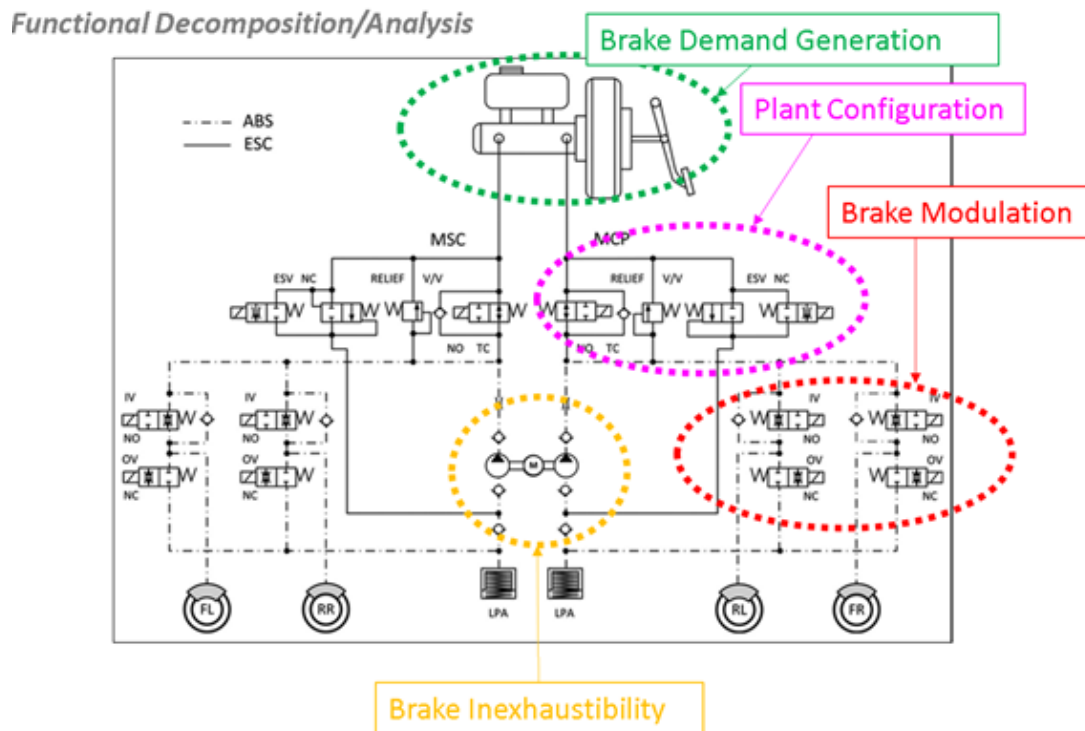 Functional Decomposition/Analysis
Brake Demand Generation
Plant Configuration
ABS
ESC
Brake Modulation
MSC
MCP
ESV NC
RELIEF
V/V
RELIEF
V/V
ESV NC
NO TC
NO TC
IV
IV
IV
IV
NO
NO
NO
NO
OV
OV
OV
OV
NC
NC
NC
NC
M
FL
RR
LPA
LPA
RL
FR
Brake Inexhaustibility